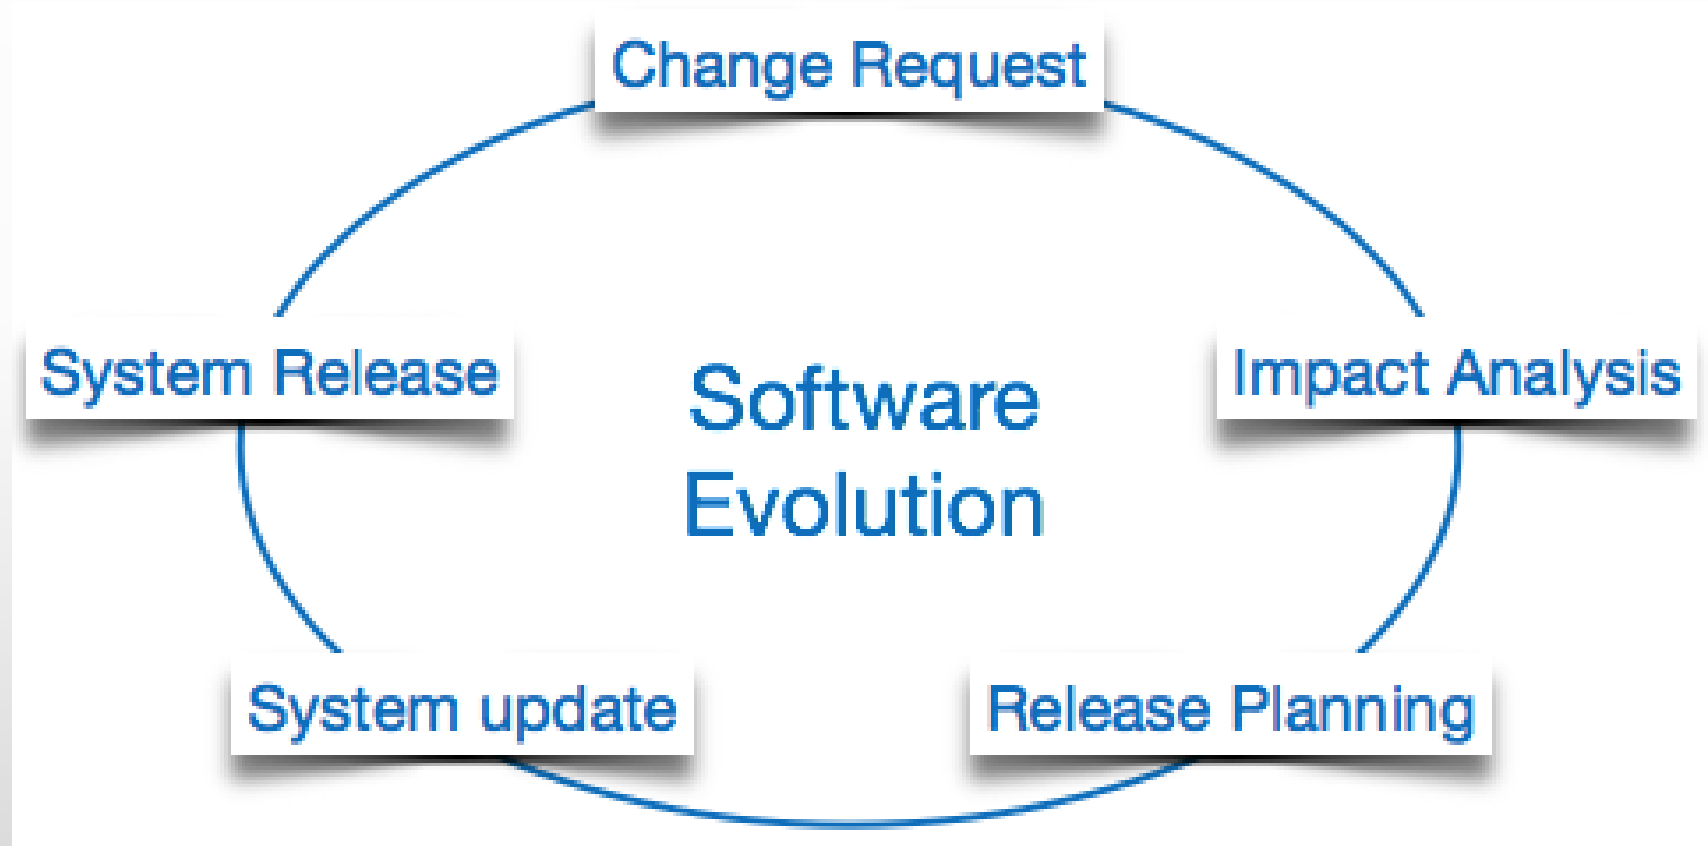 Change Request
System Release
Impact Analysis
Software
Evolution
System update
Release Planning